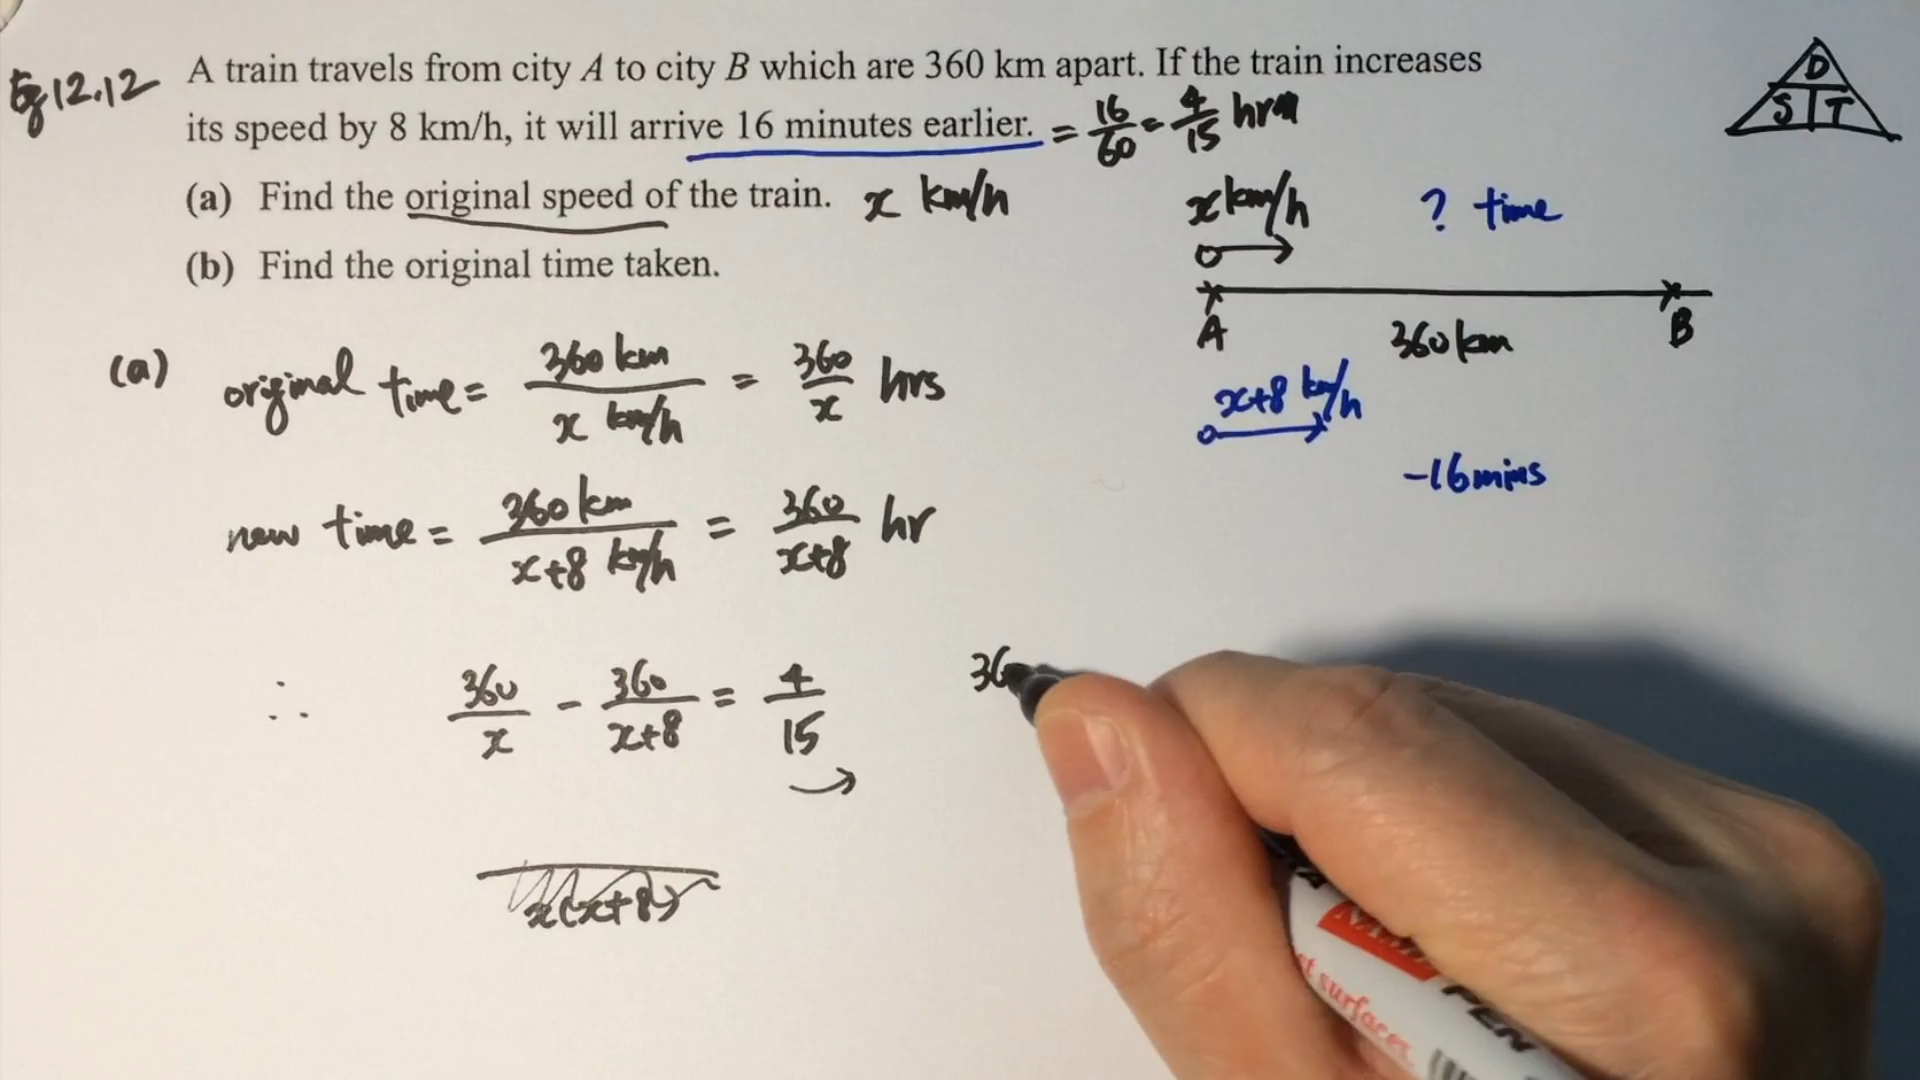 Eg 12.12 A train travels from city A to city B which are 360 km apart. If the train increases
its speed by 8 km/h, it will arrive 16 minutes earlier. = 16/60 = 4/15 hr
(a) Find the original speed of the train. x km/h
(b) Find the original time taken.
D
S T
x km/h ? time
A 360 km B
x+8 km/h
-16 mins
(a) original time = 360 km / x km/h = 360/x hrs
new time = 360 km / x+8 km/h = 360/x+8 hr
∴ 360/x - 360/x+8 = 4/15
36
x(x+8)
PEN